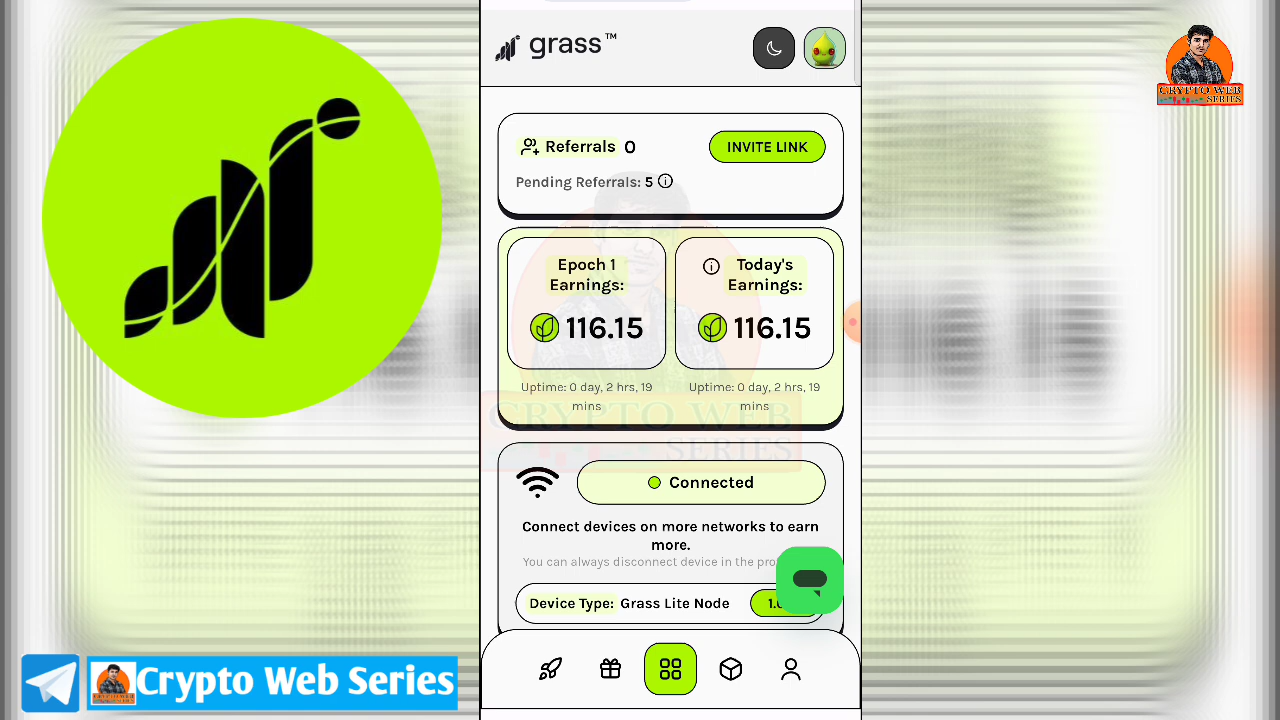 grass™
CRYPTO WEB
SERIES
Referrals 0
INVITE LINK
Pending Referrals: 5
Epoch 1
Earnings:
116.15
Today's
Earnings:
116.15
Uptime: 0 day, 2 hrs, 19
mins
Uptime: 0 day, 2 hrs, 19
mins
CRYPTO WEB
SERIES
Connected
Connect devices on more networks to earn
more.
You can always disconnect device in the
Device Type: Grass Lite Node
Crypto Web Series